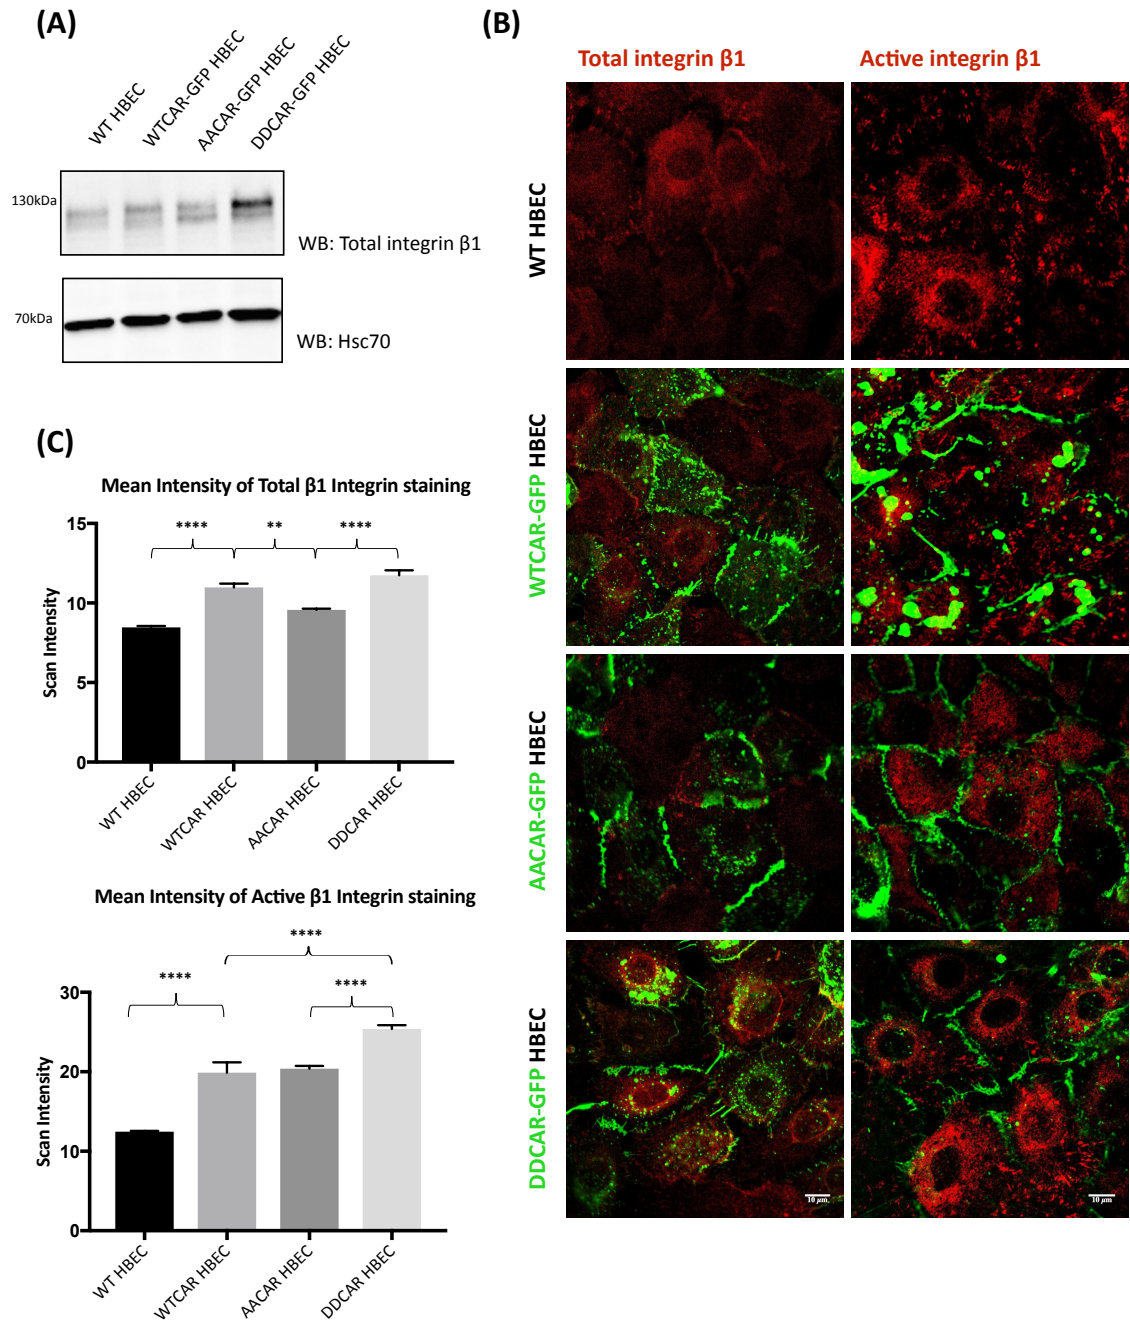 (A)
WT HBEC
WTCAR-GFP HBEC
AACAR-GFP HBEC
DDCAR-GFP HBEC
130kDa
WB: Total integrin β1
70kDa
WB: Hsc70
(B)
Total integrin β1
Active integrin β1
WT HBEC
WTCAR-GFP HBEC
AACAR-GFP HBEC
DDCAR-GFP HBEC
10 µm
10 µm
(C)
Mean Intensity of Total β1 Integrin staining
Scan Intensity
15
10
5
0
**** ** ****
WT HBEC
WTCAR HBEC
AACAR HBEC
DDCAR HBEC
Mean Intensity of Active β1 Integrin staining
Scan Intensity
30
20
10
0
****
**** ****
WT HBEC
WTCAR HBEC
AACAR HBEC
DDCAR HBEC